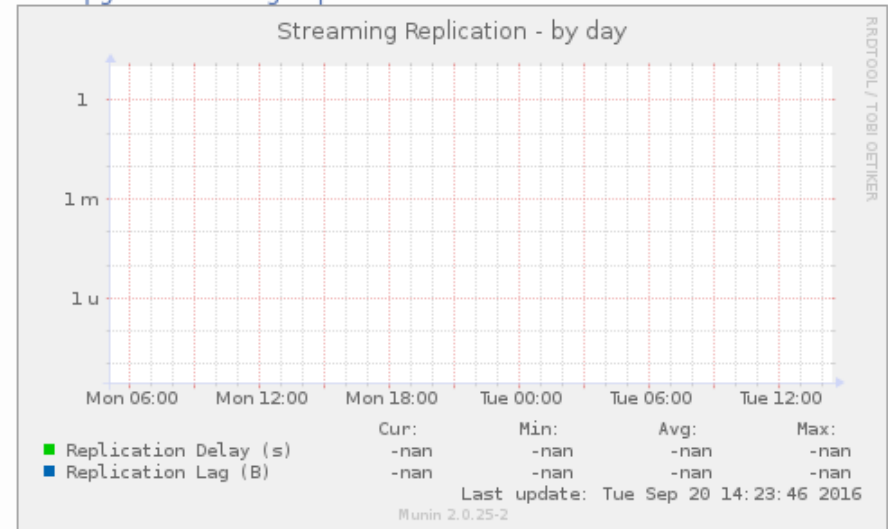 Streaming Replication - by day
RRDTOOL / TOBI OETIKER
1
1 m
1 u
Mon 06:00 Mon 12:00 Mon 18:00 Tue 00:00 Tue 06:00 Tue 12:00
Cur: Min: Avg: Max:
Replication Delay (s) -nan -nan -nan -nan
Replication Lag (B) -nan -nan -nan -nan
Last update: Tue Sep 20 14:23:46 2016
Munin 2.0.25-2